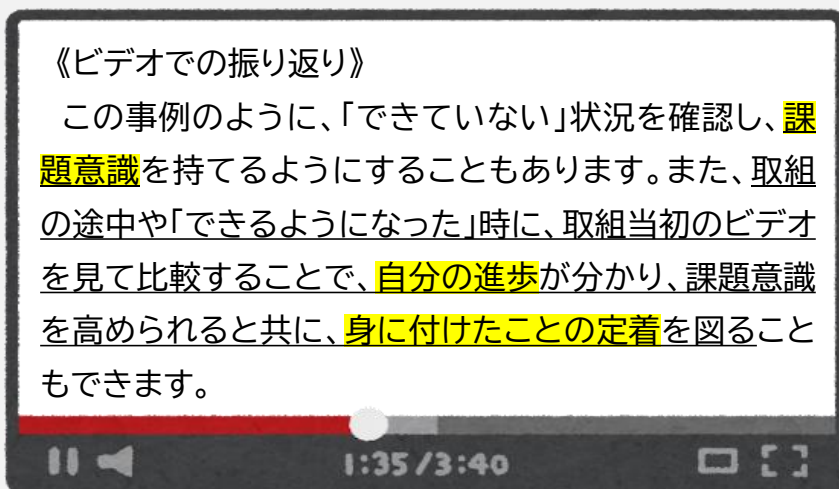 《ビデオでの振り返り》
この事例のように、「できていない」状況を確認し、課
題意識を持てるようにすることもあります。また、取組
の途中や「できるようになった」時に、取組当初のビデオ
を見て比較することで、自分の進歩が分かり、課題意識
を高められると共に、身に付けたことの定着を図ること
もできます。
1:35/3:40